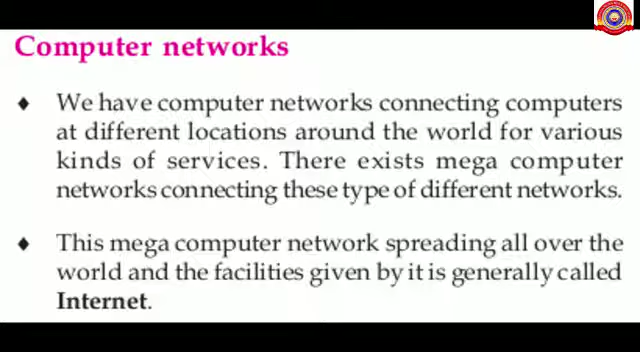 Computer networks
♦ We have computer networks connecting computers
at different locations around the world for various
kinds of services. There exists mega computer
networks connecting these type of different networks.
♦ This mega computer network spreading all over the
world and the facilities given by it is generally called
Internet.